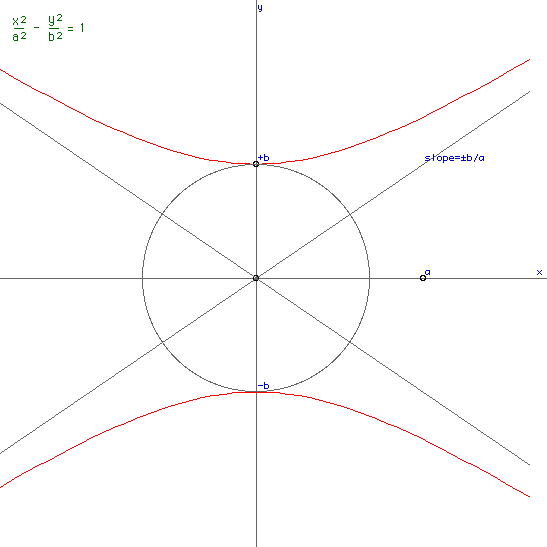 y
x²/a² - y²/b² = 1
+b
slope=±b/a
a
x
-b